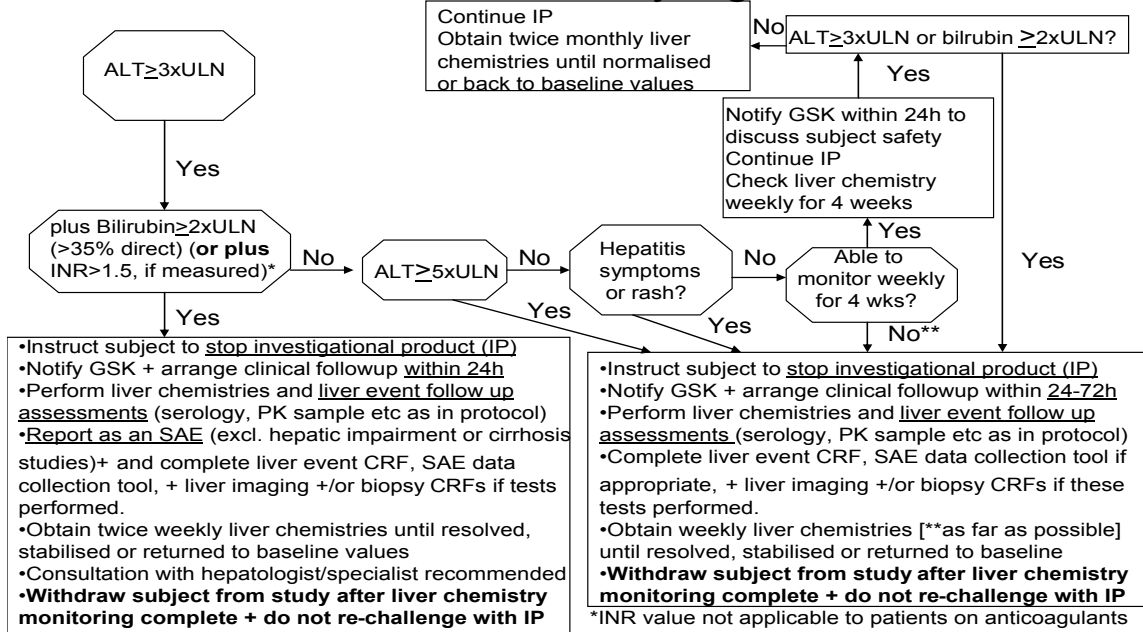 Continue IP
Obtain twice monthly liver
chemistries until normalised
or back to baseline values
No
ALT≥3xULN or bilrubin ≥2xULN?
ALT≥3xULN
Yes
Notify GSK within 24h to
discuss subject safety
Continue IP
Check liver chemistry
weekly for 4 weeks
Yes
plus Bilirubin≥2xULN
(>35% direct) (or plus
INR>1.5, if measured)*
No
ALT≥5xULN
No
Hepatitis
symptoms
or rash?
No
Able to
monitor weekly
for 4 wks?
Yes
Yes
Yes
Yes
Yes
No**
•Instruct subject to stop investigational product (IP)
•Notify GSK + arrange clinical followup within 24h
•Perform liver chemistries and liver event follow up
assessments (serology, PK sample etc as in protocol)
•Report as an SAE (excl. hepatic impairment or cirrhosis
studies)+ and complete liver event CRF, SAE data
collection tool, + liver imaging +/or biopsy CRFs if tests
performed.
•Obtain twice weekly liver chemistries until resolved,
stabilised or returned to baseline values
•Consultation with hepatologist/specialist recommended
•Withdraw subject from study after liver chemistry
monitoring complete + do not re-challenge with IP
•Instruct subject to stop investigational product (IP)
•Notify GSK + arrange clinical followup within 24-72h
•Perform liver chemistries and liver event follow up
assessments (serology, PK sample etc as in protocol)
•Complete liver event CRF, SAE data collection tool if
appropriate, + liver imaging +/or biopsy CRFs if these
tests performed.
•Obtain weekly liver chemistries [**as far as possible]
until resolved, stabilised or returned to baseline
•Withdraw subject from study after liver chemistry
monitoring complete + do not re-challenge with IP
*INR value not applicable to patients on anticoagulants